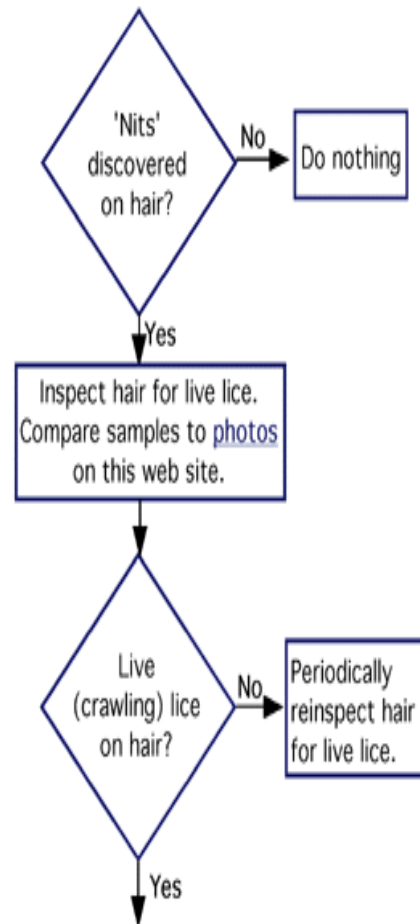 'Nits'
discovered
on hair?
No
Do nothing
Yes
Inspect hair for live lice.
Compare samples to photos
on this web site.
Live
(crawling) lice
on hair?
No
Periodically
reinspect hair
for live lice.
Yes